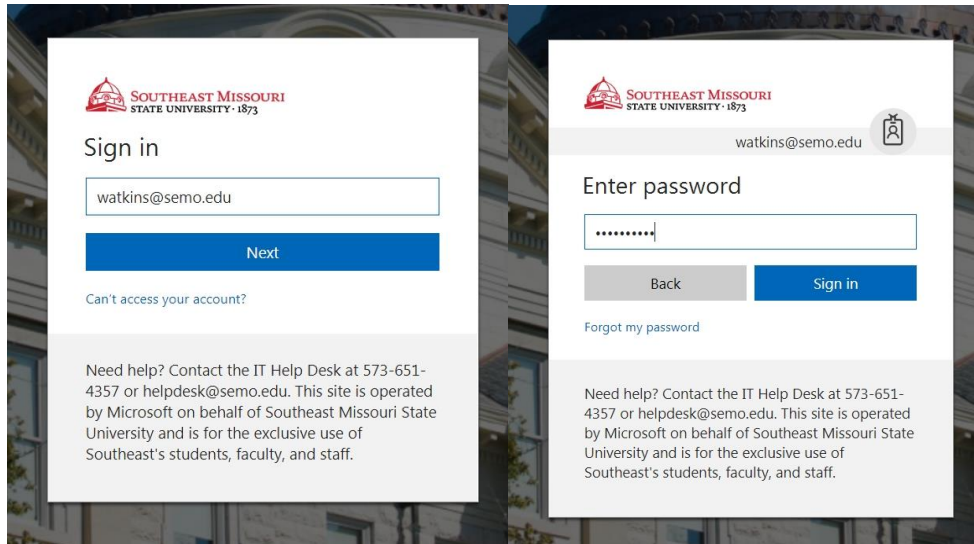 SOUTHEAST MISSOURI
STATE UNIVERSITY · 1873
Sign in
watkins@semo.edu
Next
Can't access your account?
Need help? Contact the IT Help Desk at 573-651-
4357 or helpdesk@semo.edu. This site is operated
by Microsoft on behalf of Southeast Missouri State
University and is for the exclusive use of
Southeast's students, faculty, and staff.
SOUTHEAST MISSOURI
STATE UNIVERSITY · 1873
watkins@semo.edu
Enter password
••••••••••
Back
Sign in
Forgot my password
Need help? Contact the IT Help Desk at 573-651-
4357 or helpdesk@semo.edu. This site is operated
by Microsoft on behalf of Southeast Missouri State
University and is for the exclusive use of
Southeast's students, faculty, and staff.